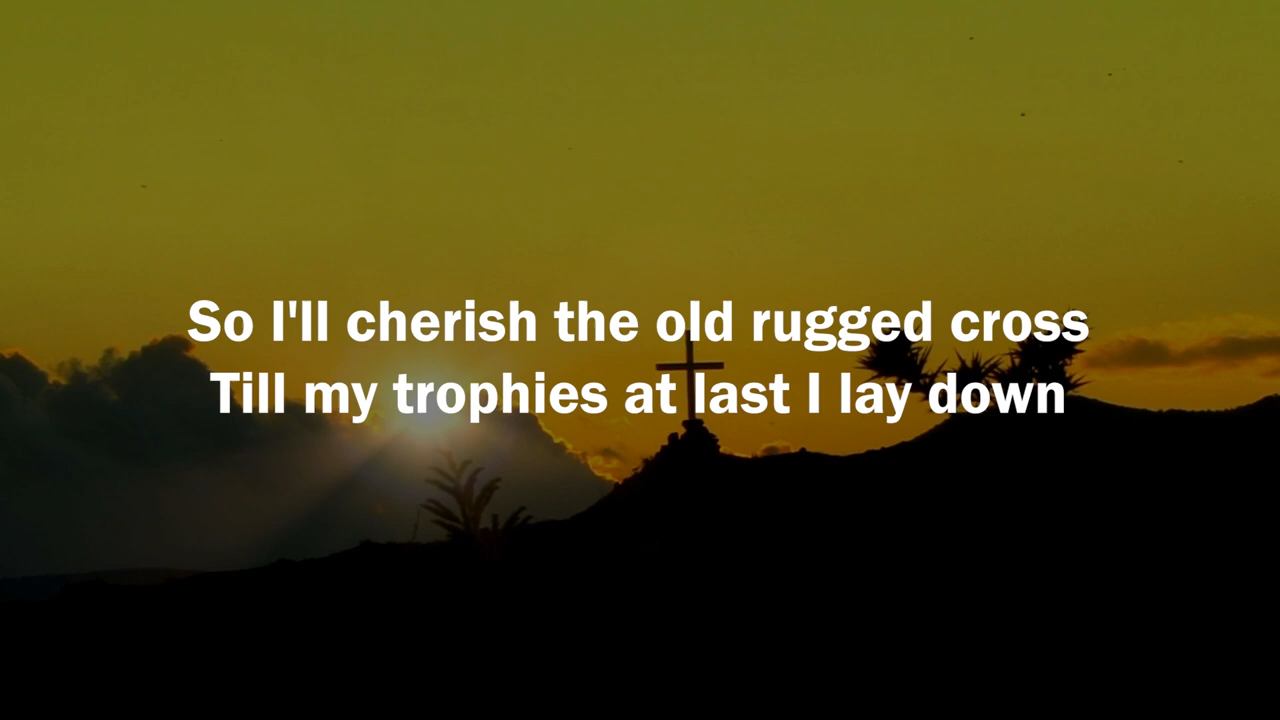 So I'll cherish the old rugged cross
Till my trophies at last I lay down